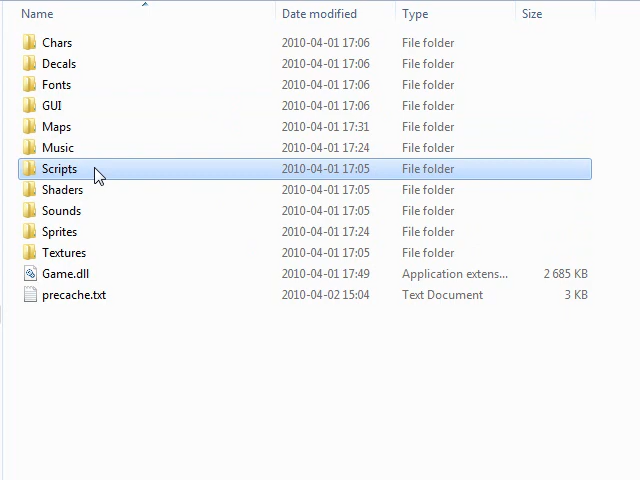 Name Date modified Type Size
Chars 2010-04-01 17:06 File folder
Decals 2010-04-01 17:06 File folder
Fonts 2010-04-01 17:06 File folder
GUI 2010-04-01 17:06 File folder
Maps 2010-04-01 17:31 File folder
Music 2010-04-01 17:24 File folder
Scripts 2010-04-01 17:05 File folder
Shaders 2010-04-01 17:05 File folder
Sounds 2010-04-01 17:05 File folder
Sprites 2010-04-01 17:24 File folder
Textures 2010-04-01 17:05 File folder
Game.dll 2010-04-01 17:49 Application extens... 2 685 KB
precache.txt 2010-04-02 15:04 Text Document 3 KB